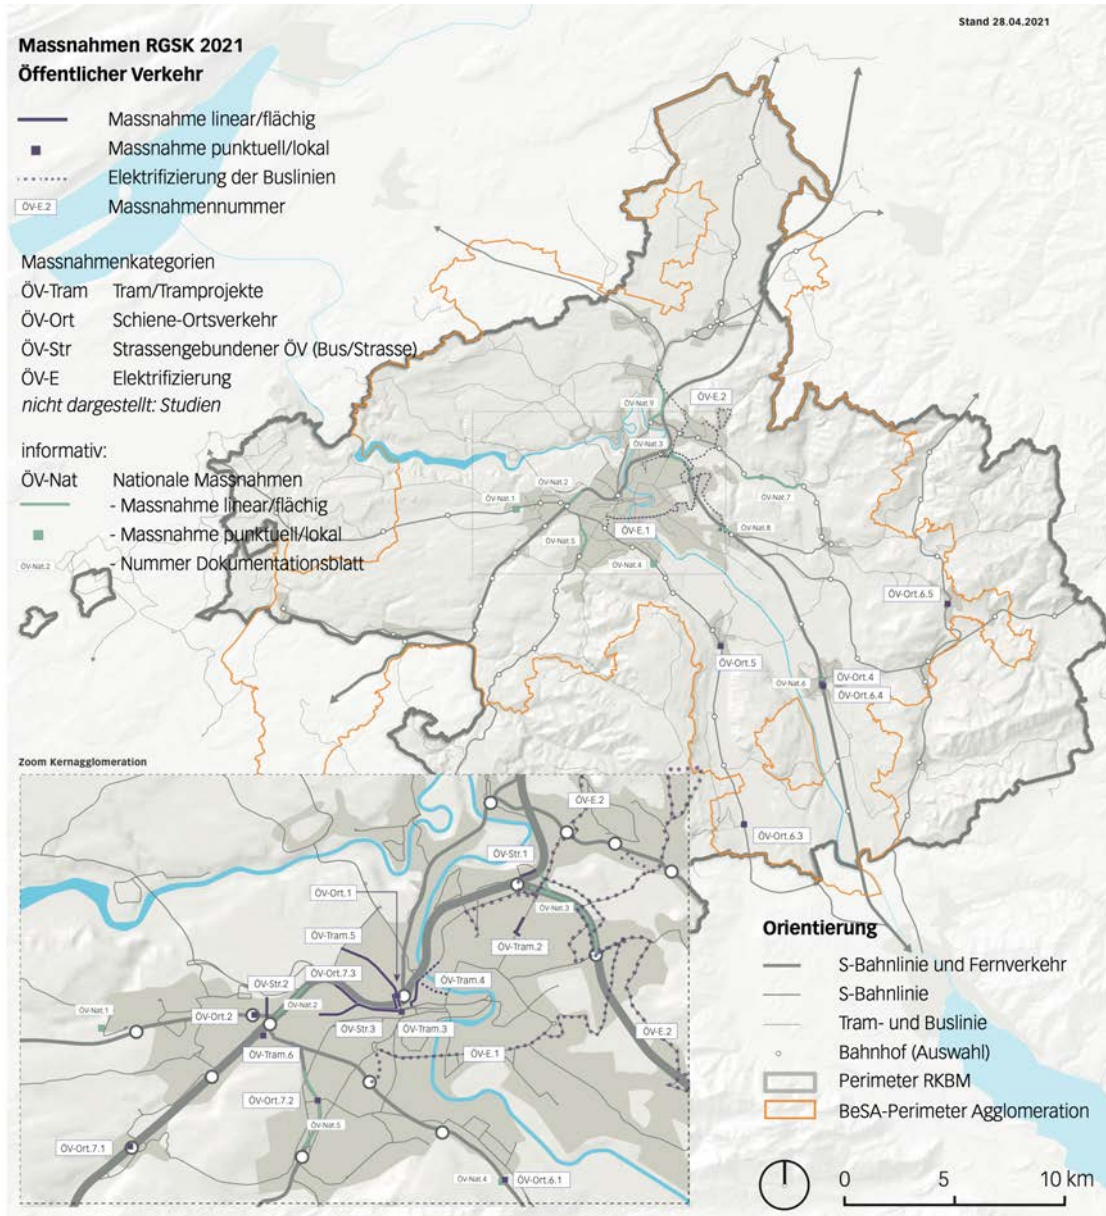 Stand 28.04.2021
Massnahmen RGSK 2021
Öffentlicher Verkehr
Massnahme linear/flächig
Massnahme punktuell/lokal
Elektrifizierung der Buslinien
ÖV-E.2 Massnahmennummer
Massnahmenkategorien
ÖV-Tram Tram/Tramprojekte
ÖV-Ort Schiene-Ortsverkehr
ÖV-Str Strassengebundener ÖV (Bus/Strasse)
ÖV-E Elektrifizierung
nicht dargestellt: Studien
informativ:
ÖV-Nat Nationale Massnahmen
- Massnahme linear/flächig
- Massnahme punktuell/lokal
ÖV-Nat.2 - Nummer Dokumentationsblatt
ÖV-E.2
ÖV-Nat.9
ÖV-Nat.3
ÖV-Nat.2
ÖV-Nat.1
ÖV-Nat.7
ÖV-E.1
ÖV-Nat.8
ÖV-Nat.5
ÖV-Nat.4
ÖV-Ort.6.5
ÖV-Ort.5
ÖV-Ort.4
ÖV-Nat.6
ÖV-Ort.6.4
ÖV-Ort.6.3
Zoom Kernagglomeration
ÖV-E.2
ÖV-Str.1
ÖV-Ort.1
ÖV-Nat.3
ÖV-Tram.5
ÖV-Tram.2
ÖV-Ort.7.3
ÖV-Tram.4
ÖV-Str.2
ÖV-Nat.2
ÖV-Nat.1
ÖV-Ort.2
ÖV-Str.3
ÖV-Tram.3
ÖV-E.2
ÖV-Tram.6
ÖV-E.1
ÖV-Ort.7.2
ÖV-Nat.5
ÖV-Ort.7.1
ÖV-Nat.4
ÖV-Ort.6.1
Orientierung
S-Bahnlinie und Fernverkehr
S-Bahnlinie
Tram- und Buslinie
Bahnhof (Auswahl)
Perimeter RKBM
BeSA-Perimeter Agglomeration
0 5 10 km